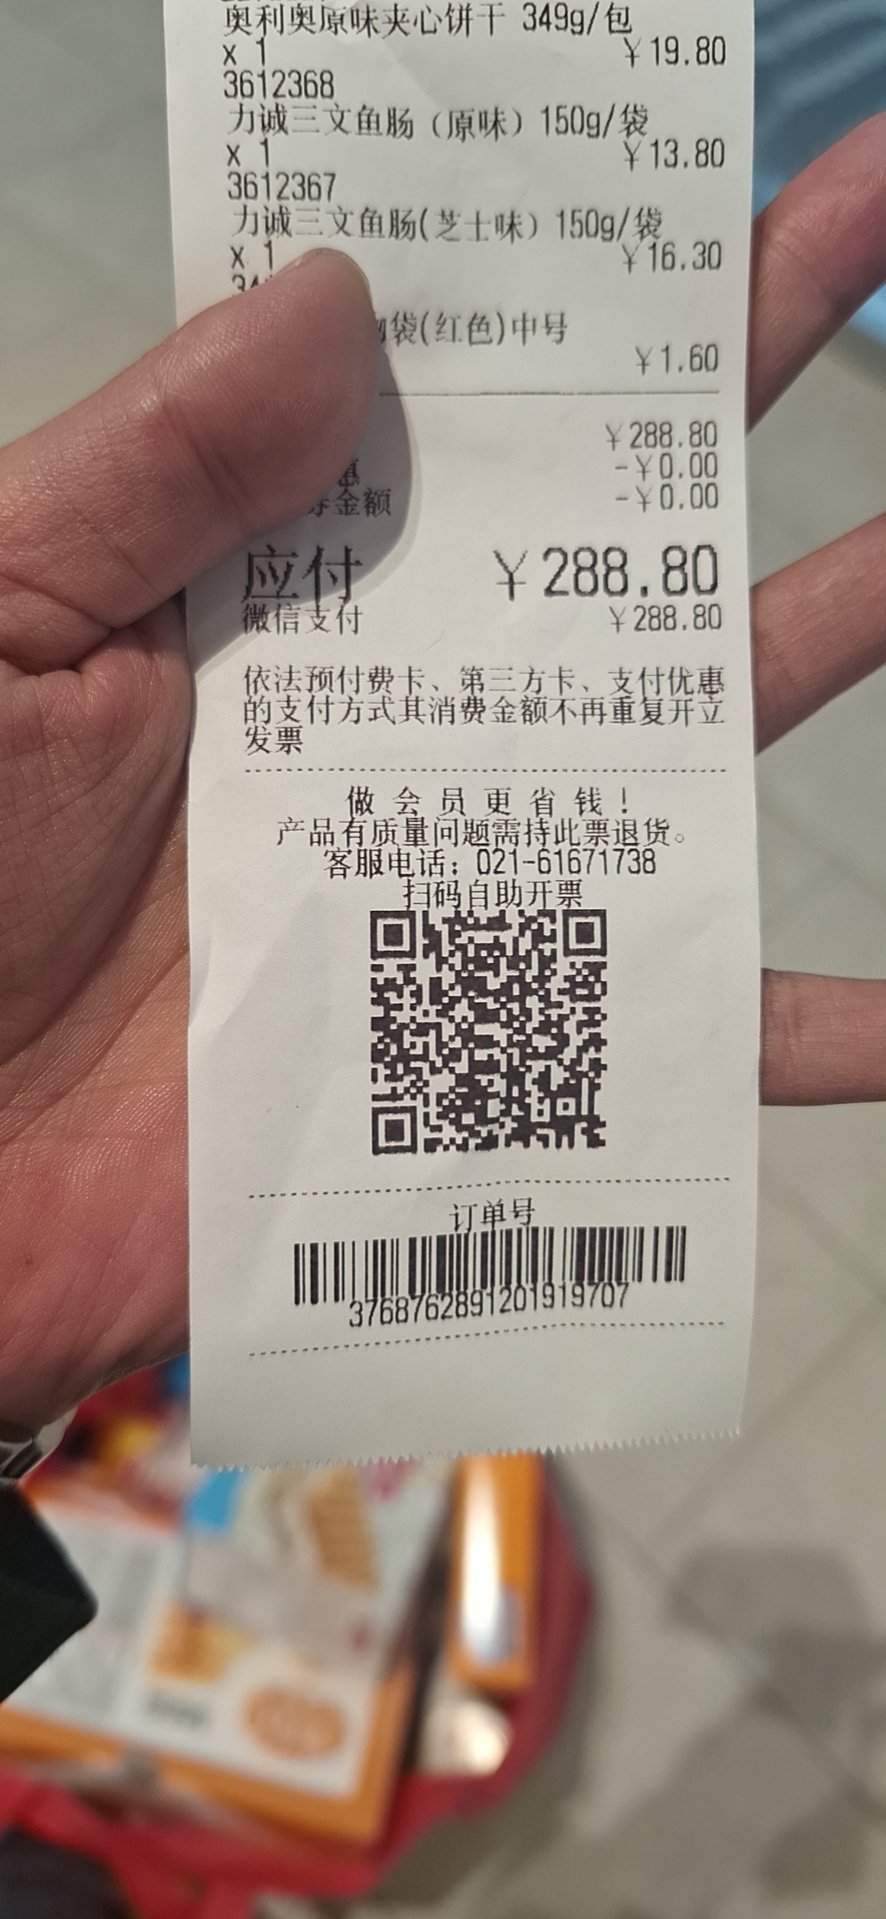 奥利奥原味夹心饼干 349g/包
x 1 ￥19.80
3612368
力诚三文鱼肠（原味）150g/袋
x 1 ￥13.80
3612367
力诚三文鱼肠(芝士味）150g/袋
x 1 ￥16.30
袋(红色)中号
￥1.60
￥288.80
惠 -￥0.00
券金额 -￥0.00
应付 ￥288.80
微信支付 ￥288.80
依法预付费卡、第三方卡、支付优惠
的支付方式其消费金额不再重复开立
发票
做会员更省钱！
产品有质量问题需持此票退货。
客服电话：021-61671738
扫码自助开票
订单号
3768762891201919707